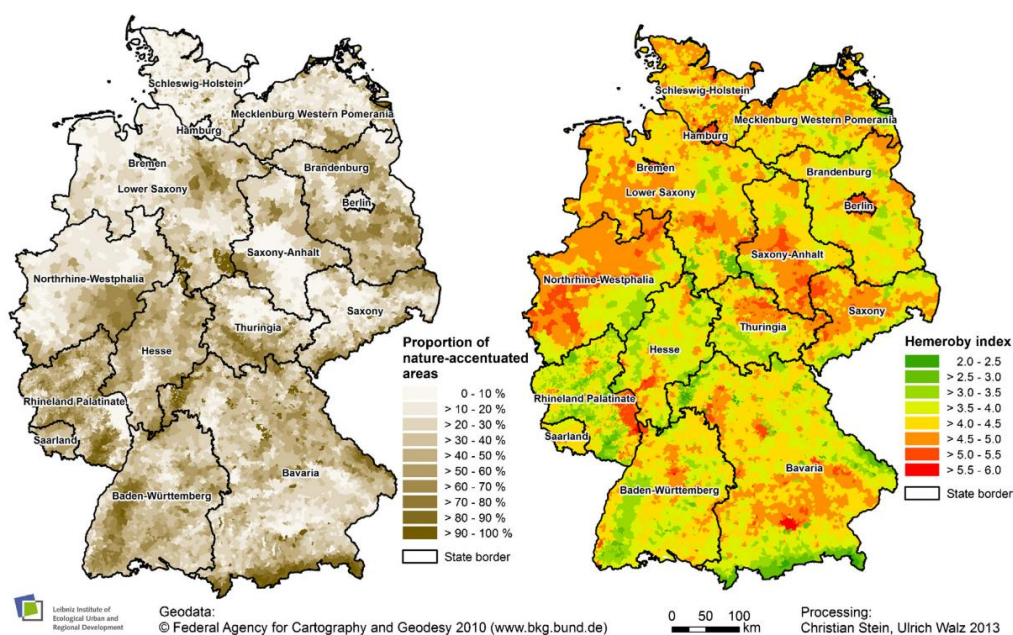 Schleswig-Holstein
Mecklenburg Western Pomerania
Hamburg
Bremen
Lower Saxony
Brandenburg
Berlin
Saxony-Anhalt
Northrhine-Westphalia
Saxony
Thuringia
Hesse
Rhineland Palatinate
Saarland
Bavaria
Baden-Württemberg
Proportion of
nature-accentuated
areas
0 - 10 %
> 10 - 20 %
> 20 - 30 %
> 30 - 40 %
> 40 - 50 %
> 50 - 60 %
> 60 - 70 %
> 70 - 80 %
> 80 - 90 %
> 90 - 100 %
State border
Schleswig-Holstein
Mecklenburg Western Pomerania
Hamburg
Bremen
Lower Saxony
Brandenburg
Berlin
Saxony-Anhalt
Northrhine-Westphalia
Saxony
Thuringia
Hesse
Rhineland Palatinate
Saarland
Bavaria
Baden-Württemberg
Hemeroby index
2.0 - 2.5
> 2.5 - 3.0
> 3.0 - 3.5
> 3.5 - 4.0
> 4.0 - 4.5
> 4.5 - 5.0
> 5.0 - 5.5
> 5.5 - 6.0
State border
Leibniz Institute of
Ecological Urban and
Regional Development
Geodata:
© Federal Agency for Cartography and Geodesy 2010 (www.bkg.bund.de)
0 50 100
km
Processing:
Christian Stein, Ulrich Walz 2013